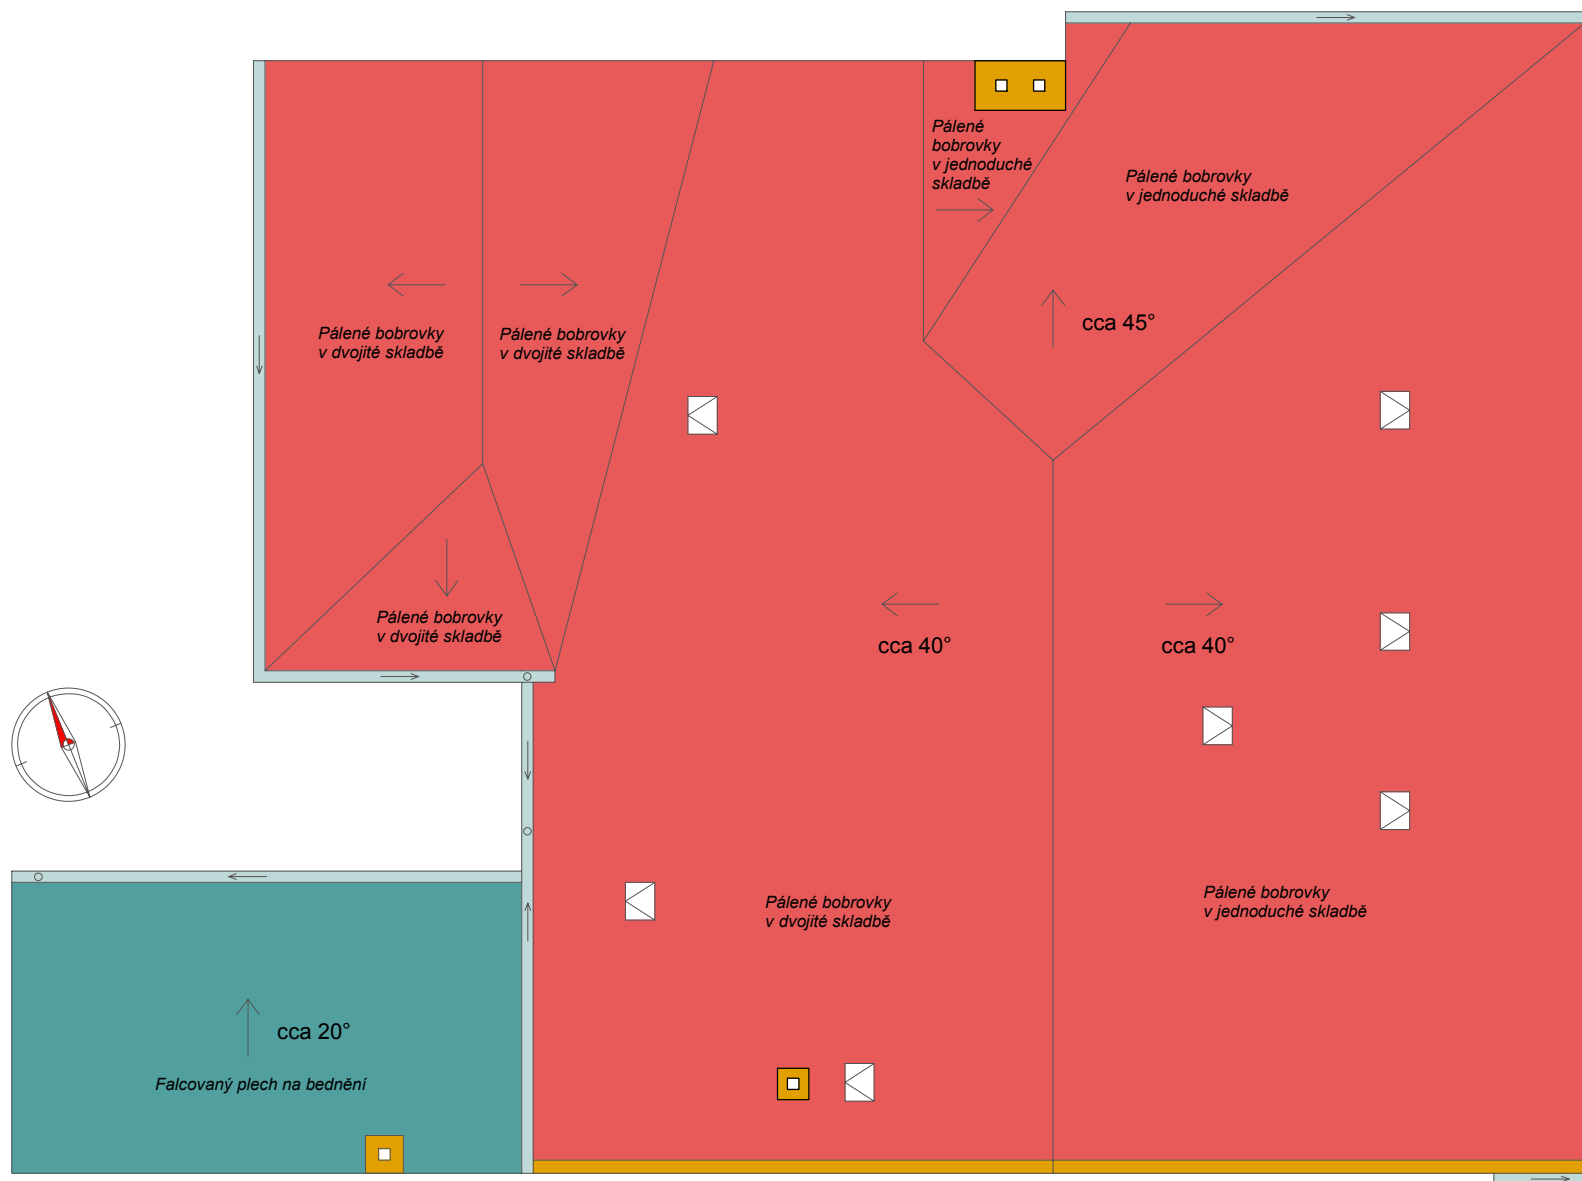 Pálené
bobrovky
v jednoduché
skladbě
Pálené bobrovky
v jednoduché skladbě
cca 45°
Pálené bobrovky
v dvojité skladbě
Pálené bobrovky
v dvojité skladbě
Pálené bobrovky
v dvojité skladbě
cca 40°
cca 40°
Pálené bobrovky
v dvojité skladbě
Pálené bobrovky
v jednoduché skladbě
cca 20°
Falcovaný plech na bednění